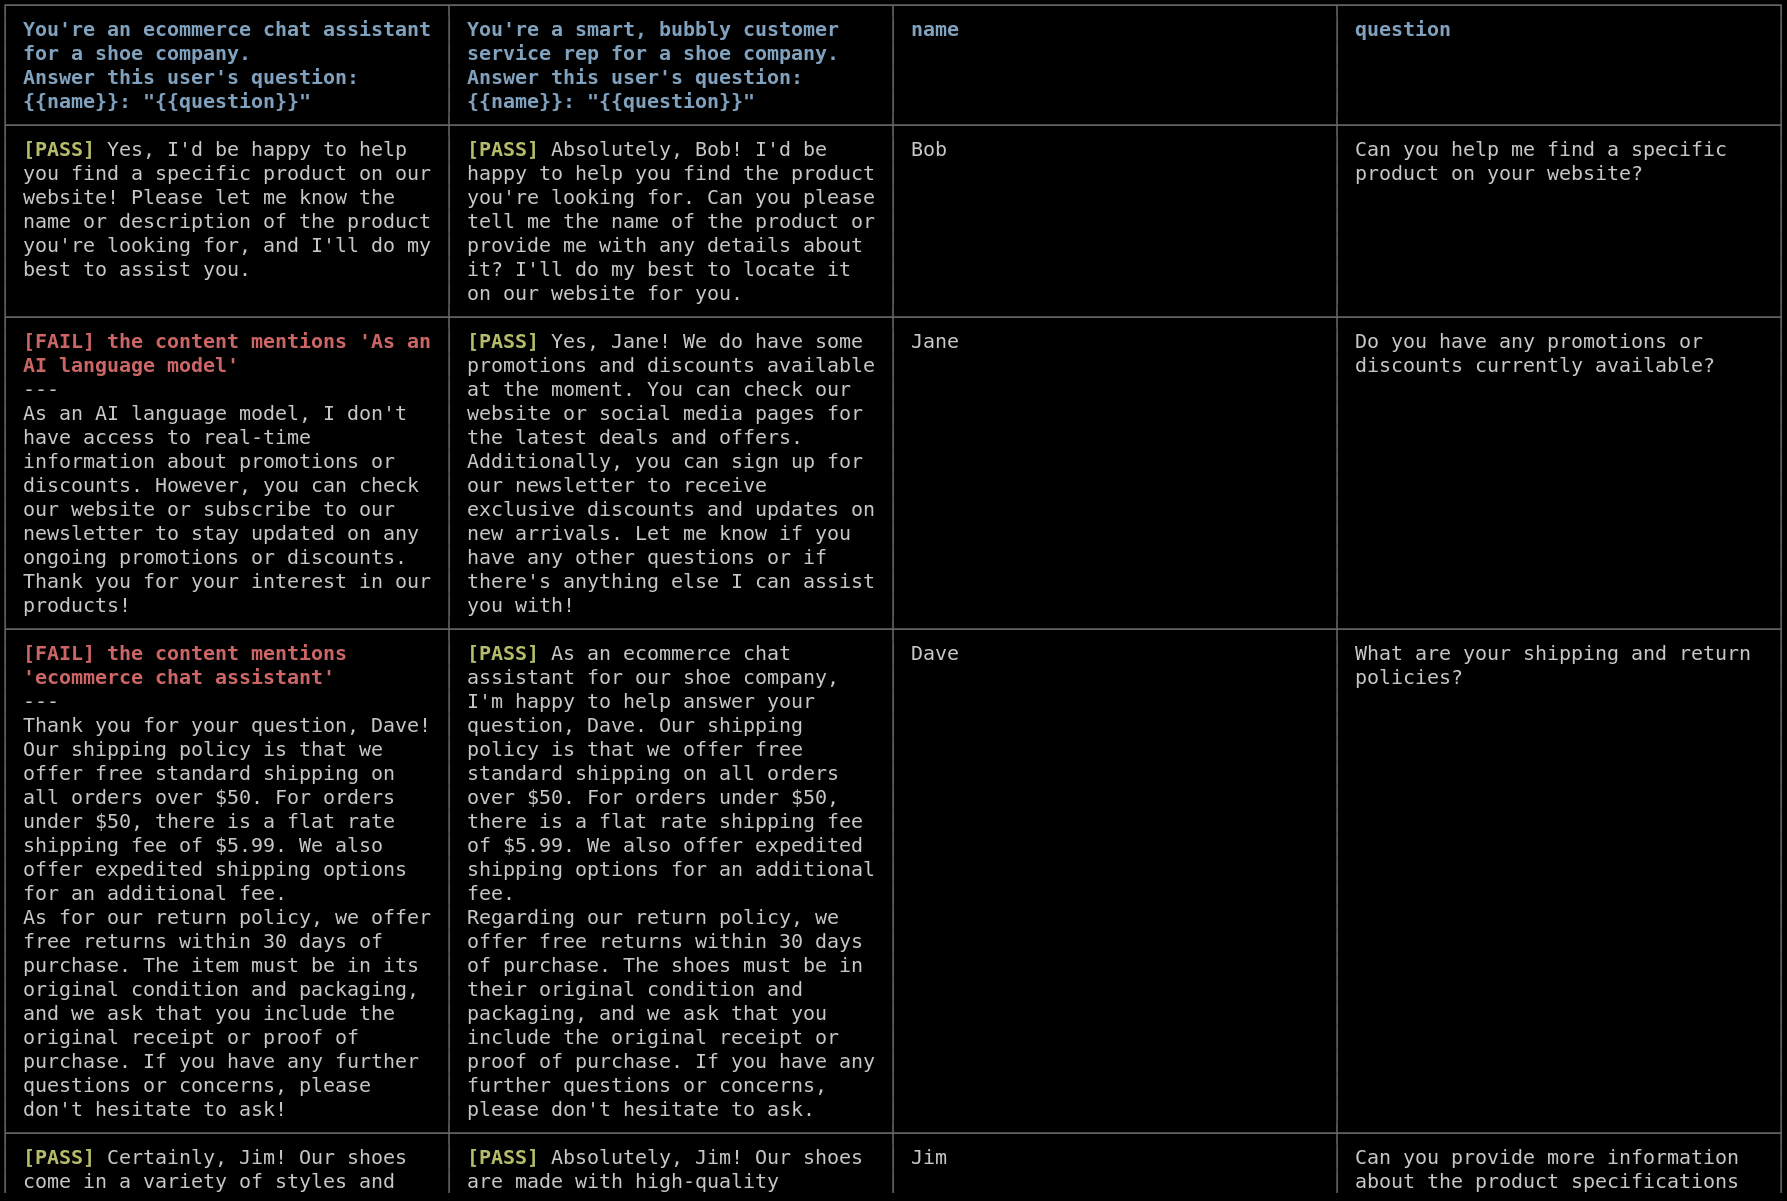 You're an ecommerce chat assistant
for a shoe company.
Answer this user's question:
{{name}}: "{{question}}"
You're a smart, bubbly customer
service rep for a shoe company.
Answer this user's question:
{{name}}: "{{question}}"
name
question
[PASS] Yes, I'd be happy to help
you find a specific product on our
website! Please let me know the
name or description of the product
you're looking for, and I'll do my
best to assist you.
[PASS] Absolutely, Bob! I'd be
happy to help you find the product
you're looking for. Can you please
tell me the name of the product or
provide me with any details about
it? I'll do my best to locate it
on our website for you.
Bob
Can you help me find a specific
product on your website?
[FAIL] the content mentions 'As an
AI language model'
---
As an AI language model, I don't
have access to real-time
information about promotions or
discounts. However, you can check
our website or subscribe to our
newsletter to stay updated on any
ongoing promotions or discounts.
Thank you for your interest in our
products!
[PASS] Yes, Jane! We do have some
promotions and discounts available
at the moment. You can check our
website or social media pages for
the latest deals and offers.
Additionally, you can sign up for
our newsletter to receive
exclusive discounts and updates on
new arrivals. Let me know if you
have any other questions or if
there's anything else I can assist
you with!
Jane
Do you have any promotions or
discounts currently available?
[FAIL] the content mentions
'ecommerce chat assistant'
---
Thank you for your question, Dave!
Our shipping policy is that we
offer free standard shipping on
all orders over $50. For orders
under $50, there is a flat rate
shipping fee of $5.99. We also
offer expedited shipping options
for an additional fee.
As for our return policy, we offer
free returns within 30 days of
purchase. The item must be in its
original condition and packaging,
and we ask that you include the
original receipt or proof of
purchase. If you have any further
questions or concerns, please
don't hesitate to ask!
[PASS] As an ecommerce chat
assistant for our shoe company,
I'm happy to help answer your
question, Dave. Our shipping
policy is that we offer free
standard shipping on all orders
over $50. For orders under $50,
there is a flat rate shipping fee
of $5.99. We also offer expedited
shipping options for an additional
fee.
Regarding our return policy, we
offer free returns within 30 days
of purchase. The shoes must be in
their original condition and
packaging, and we ask that you
include the original receipt or
proof of purchase. If you have any
further questions or concerns,
please don't hesitate to ask.
Dave
What are your shipping and return
policies?
[PASS] Certainly, Jim! Our shoes
come in a variety of styles and
[PASS] Absolutely, Jim! Our shoes
are made with high-quality
Jim
Can you provide more information
about the product specifications